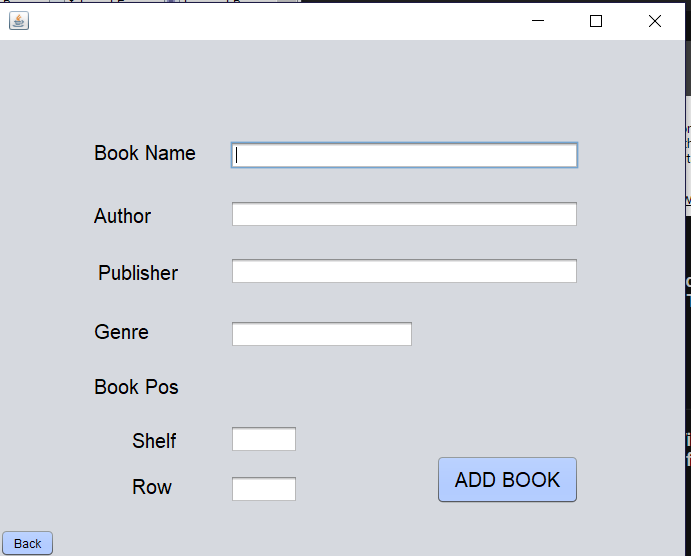 Book Name
Author
Publisher
Genre
Book Pos
Shelf
Row
ADD BOOK
Back